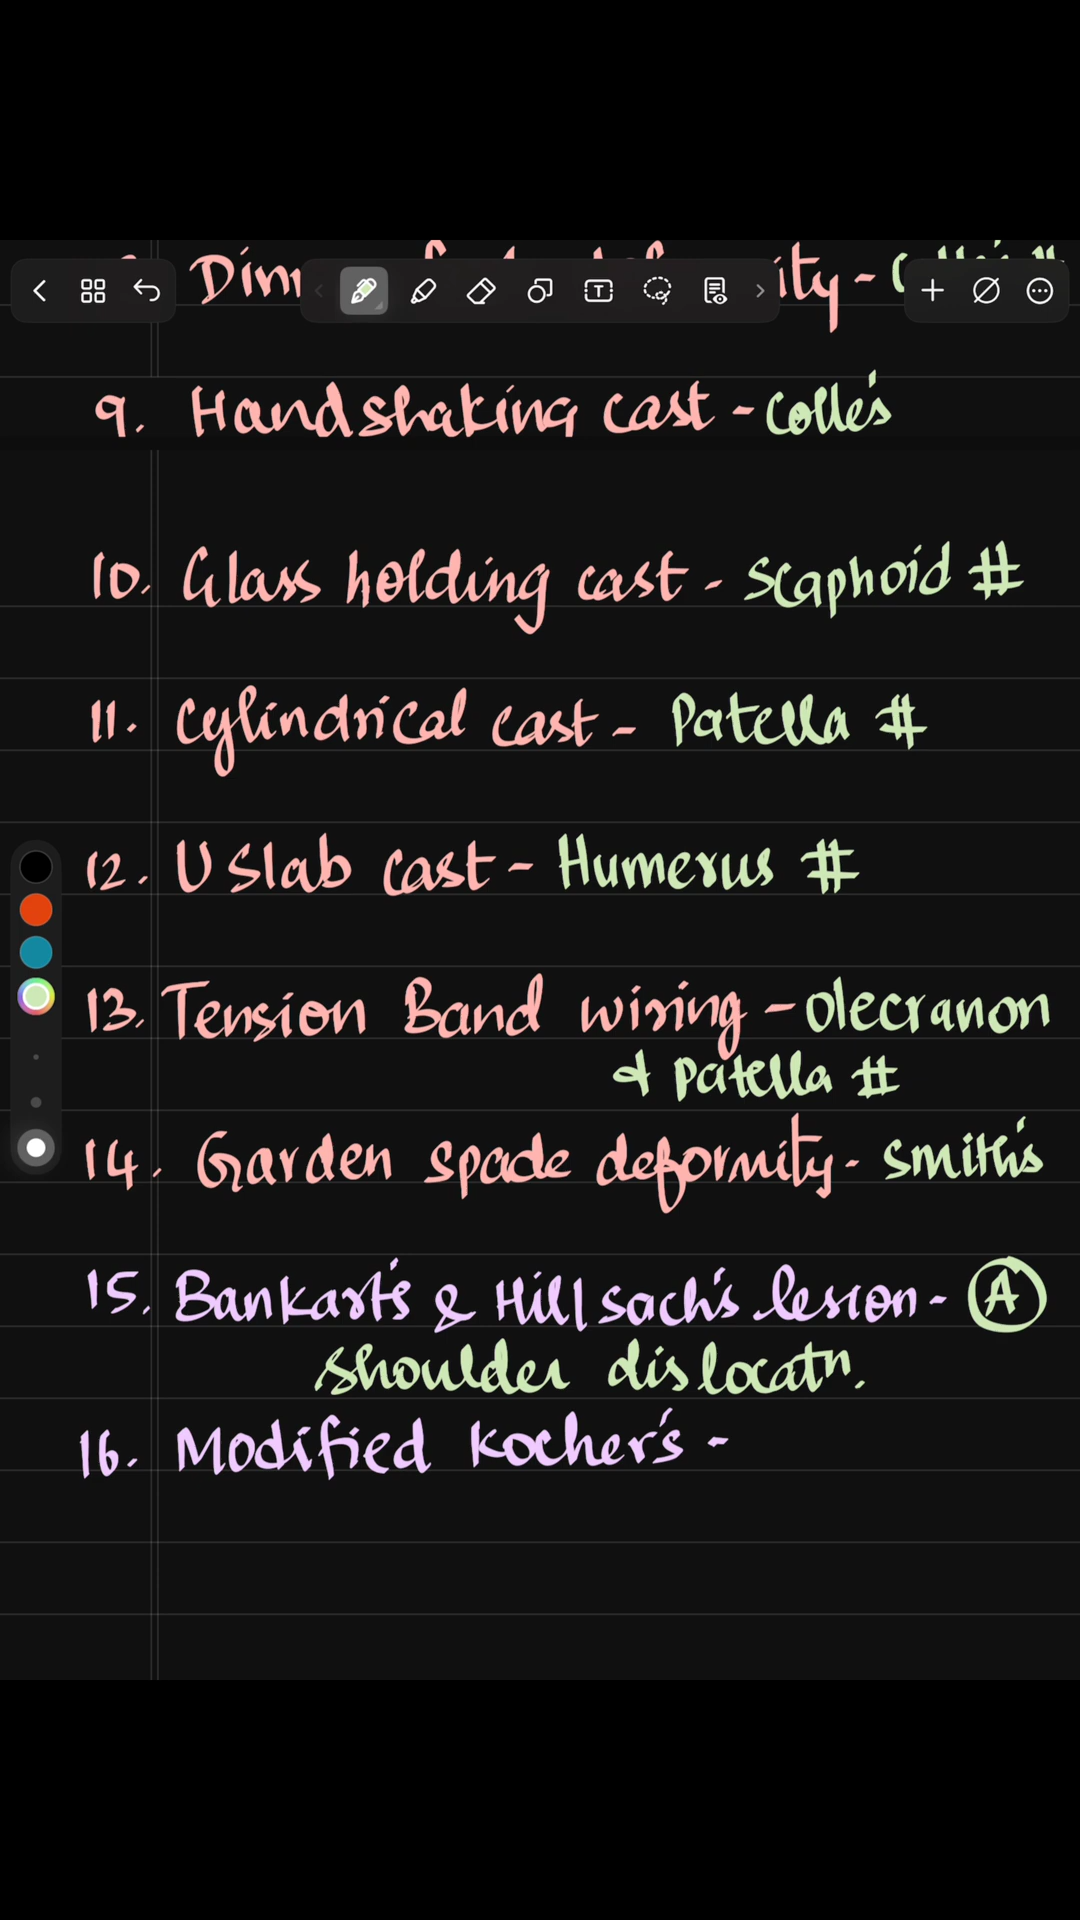 Din ity -
9. Handshaking cast - Colle's
10. Glass holding cast - Scaphoid #
11. Cylindrical cast - Patella #
12. U Slab cast - Humerus #
13. Tension Band wiring - Olecranon
& Patella #
14. Garden spade deformity - Smith's
15. Bankart's & Hill sach's lesion - A
shoulder dislocatn.
16. Modified Kocher's -